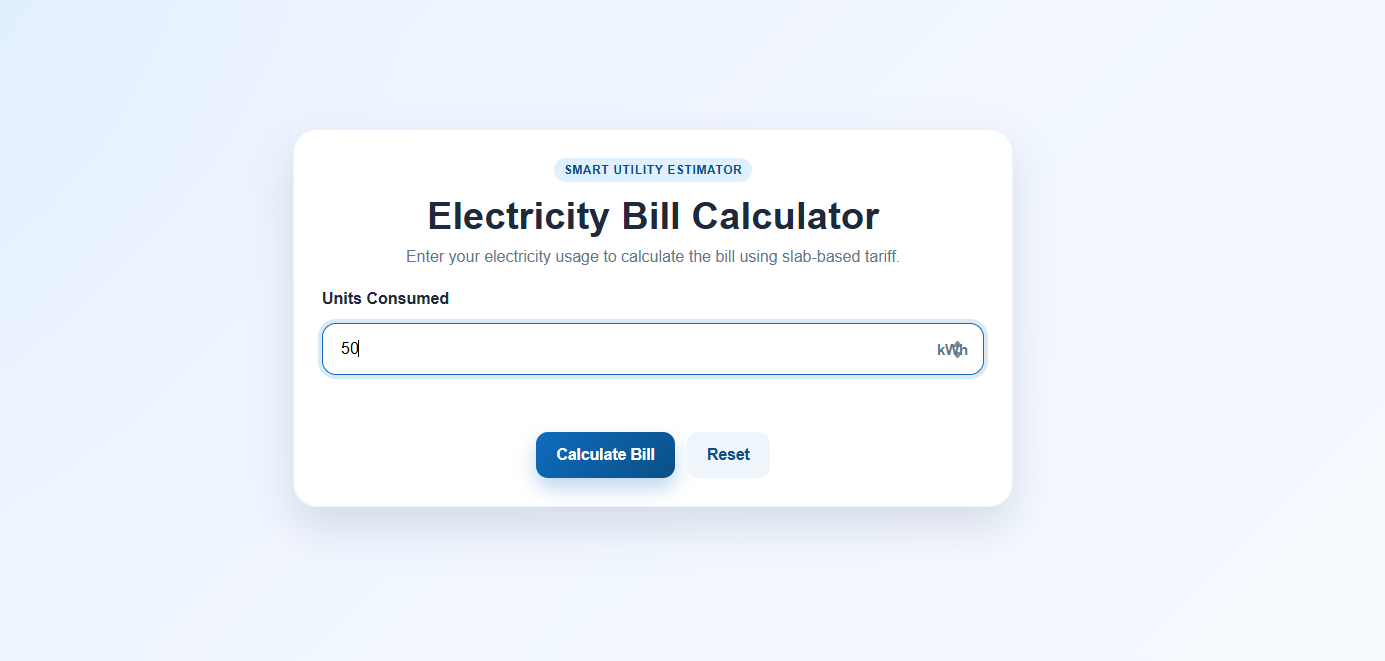 SMART UTILITY ESTIMATOR
Electricity Bill Calculator
Enter your electricity usage to calculate the bill using slab-based tariff.
Units Consumed
50 kWh
Calculate Bill Reset